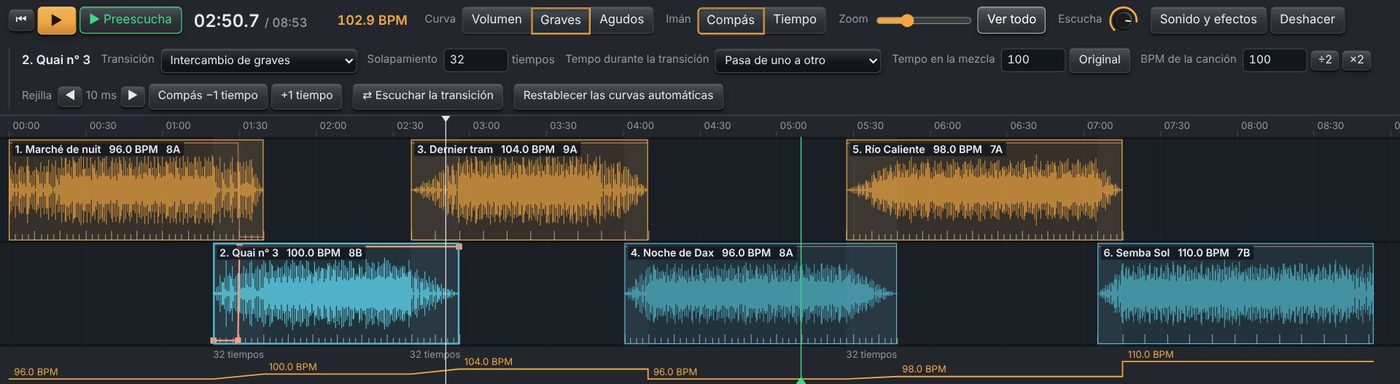 Preescucha 02:50.7 / 08:53 102.9 BPM Curva Volumen Graves Agudos Imán Compás Tiempo Zoom Ver todo Escucha Sonido y efectos Deshacer
2. Quai n° 3 Transición Intercambio de graves Solapamiento 32 tiempos Tempo durante la transición Pasa de uno a otro Tempo en la mezcla 100 Original BPM de la canción 100 ÷2 ×2
Rejilla ◀ 10 ms ▶ Compás −1 tiempo +1 tiempo ⇄ Escuchar la transición Restablecer las curvas automáticas
00:00 00:30 01:00 01:30 02:00 02:30 03:00 03:30 04:00 04:30 05:00 05:30 06:00 06:30 07:00 07:30 08:00 08:30
1. Marché de nuit 96.0 BPM 8A 3. Dernier tram 104.0 BPM 9A 5. Río Caliente 98.0 BPM 7A
2. Quai n° 3 100.0 BPM 8B 4. Noche de Dax 96.0 BPM 8A 6. Semba Sol 110.0 BPM 7B
32 tiempos 32 tiempos 32 tiempos
96.0 BPM 100.0 BPM 104.0 BPM 96.0 BPM 98.0 BPM 110.0 BPM